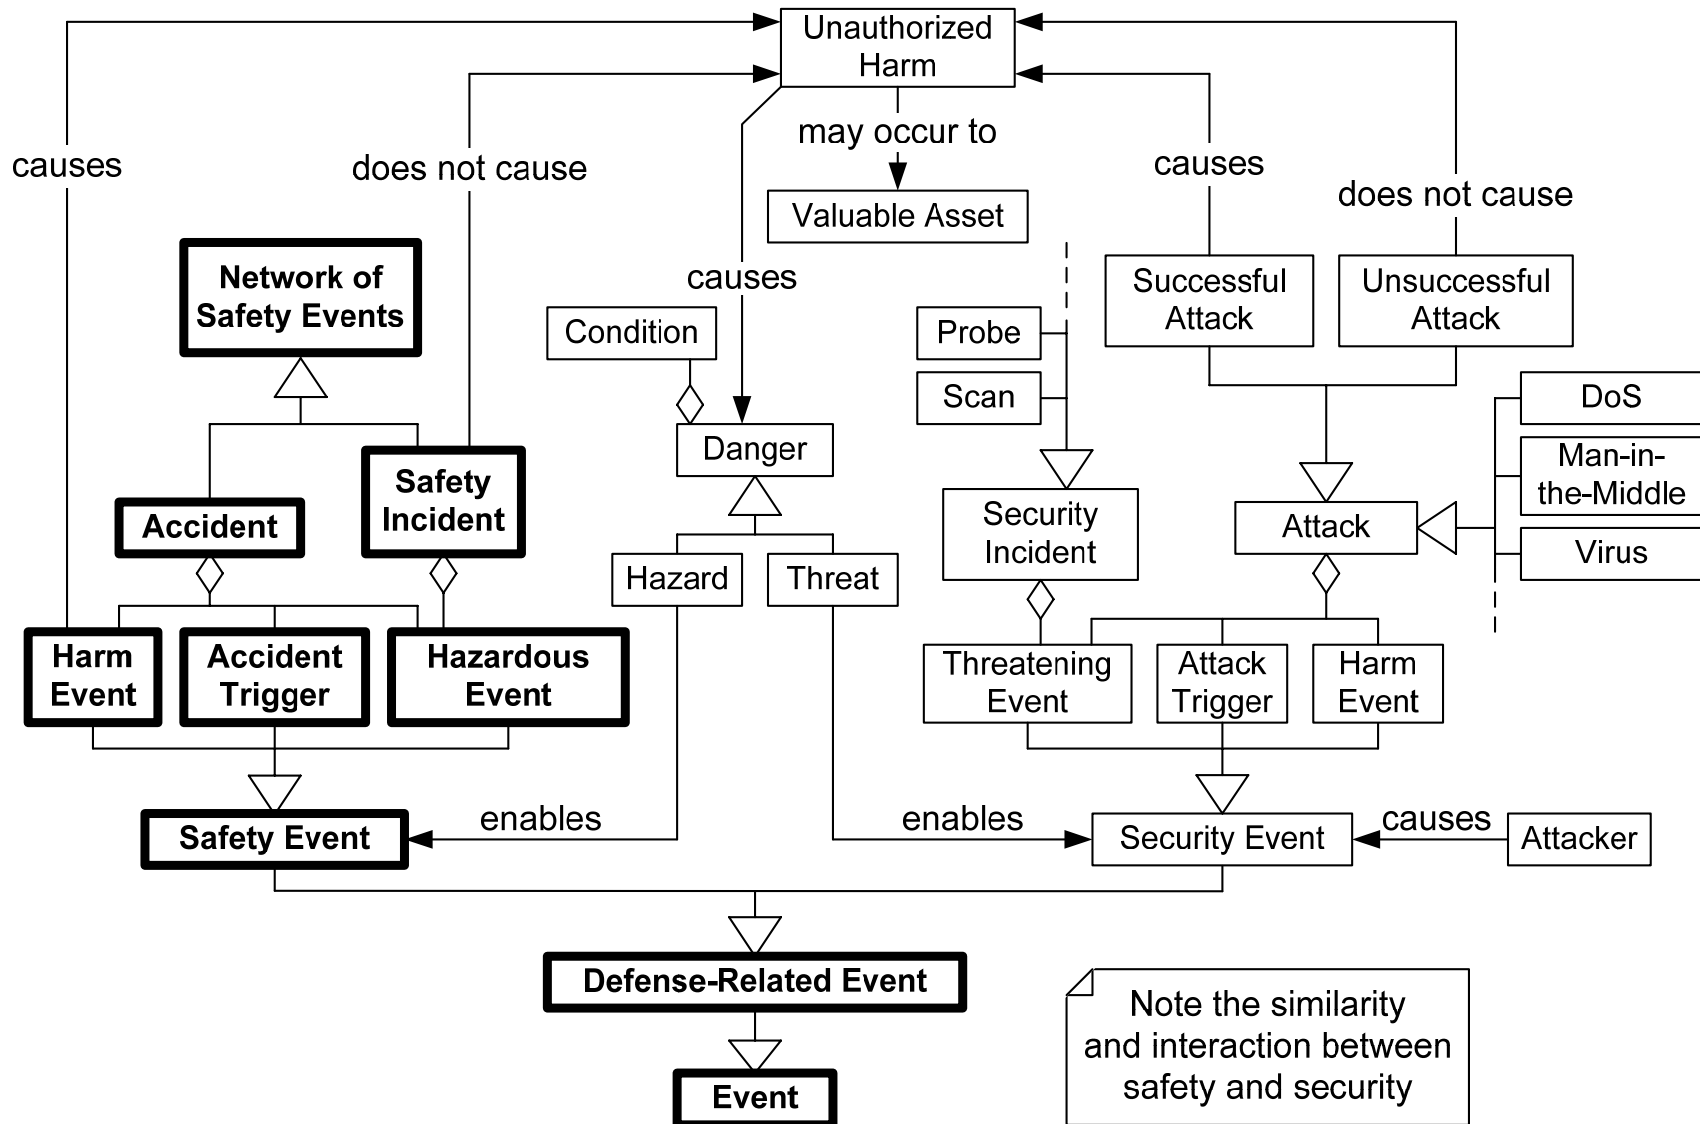 Unauthorized
Harm
may occur to
causes
does not cause
causes
does not cause
Valuable Asset
Network of
Safety Events
causes
Successful
Attack
Unsuccessful
Attack
Condition
Probe
Scan
DoS
Man-in-
the-Middle
Virus
Danger
Safety
Incident
Accident
Security
Incident
Attack
Hazard
Threat
Harm
Event
Accident
Trigger
Hazardous
Event
Threatening
Event
Attack
Trigger
Harm
Event
Safety Event
enables
enables
Security Event
causes
Attacker
Defense-Related Event
Event
Note the similarity
and interaction between
safety and security